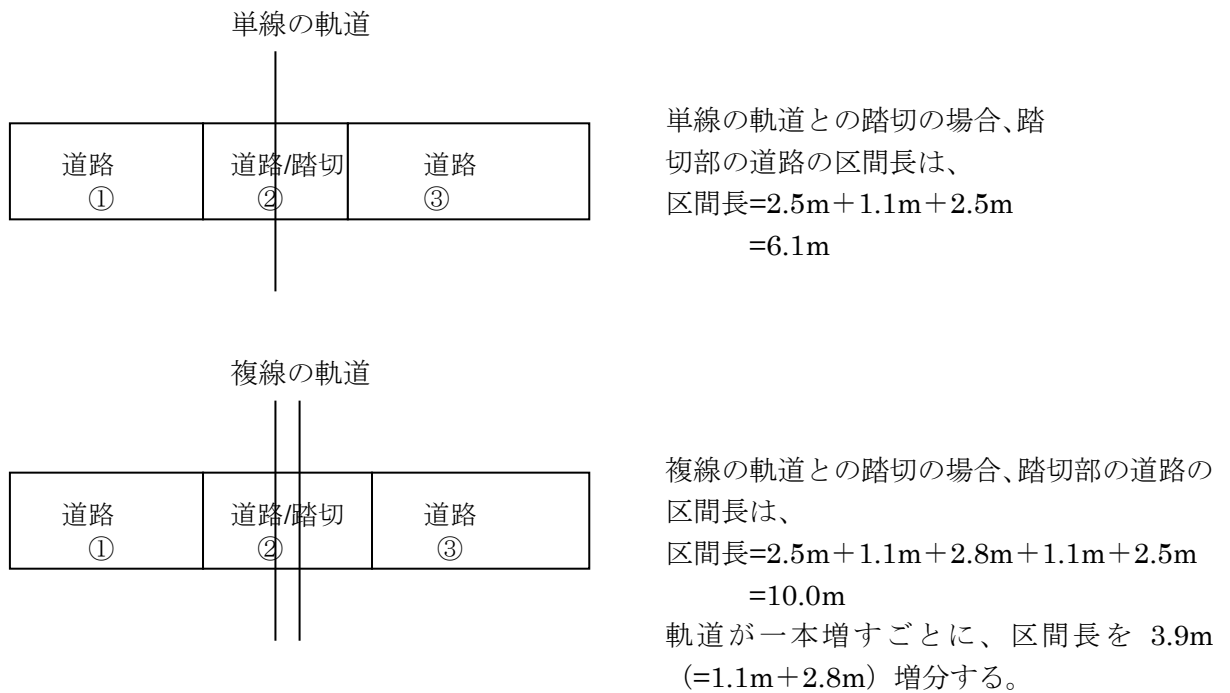 単線の軌道
道路 道路/踏切 道路
① ② ③
単線の軌道との踏切の場合、踏
切部の道路の区間長は、
区間長=2.5m+1.1m+2.5m
=6.1m
複線の軌道
道路 道路/踏切 道路
① ② ③
複線の軌道との踏切の場合、踏切部の道路の
区間長は、
区間長=2.5m+1.1m+2.8m+1.1m+2.5m
=10.0m
軌道が一本増すごとに、区間長を 3.9m
(=1.1m+2.8m)増分する。